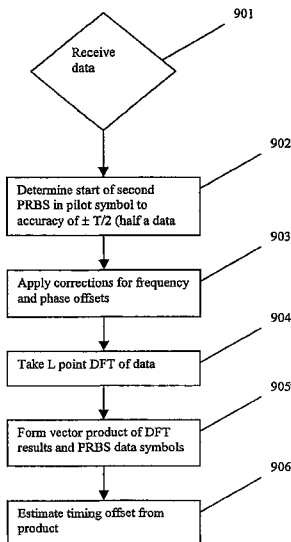 901
Receive
data
902
Determine start of second
PRBS in pilot symbol to
accuracy of ± T/2 (half a data
903
Apply corrections for frequency
and phase offsets
904
Take L point DFT of data
905
Form vector product of DFT
results and PRBS data symbols
906
Estimate timing offset from
product